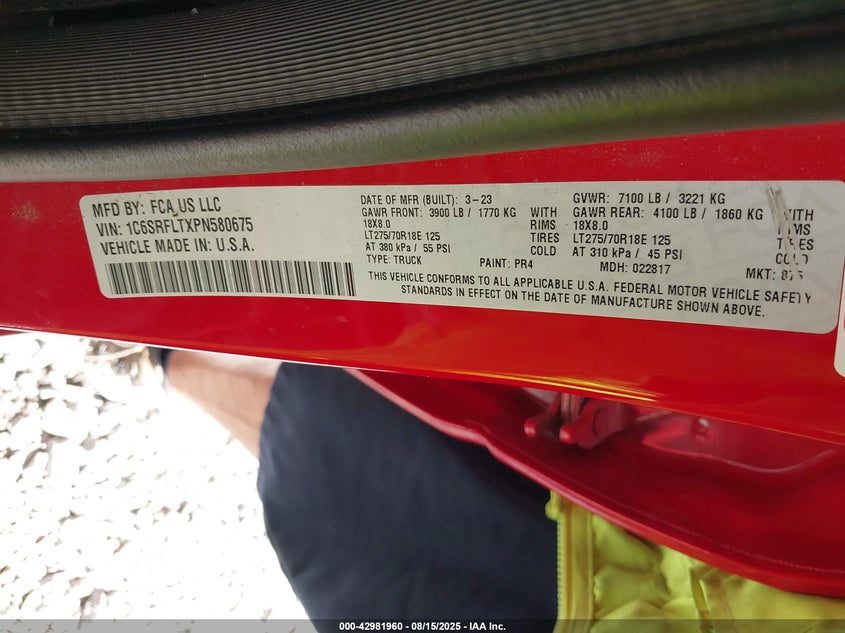 MFD BY: FCA US LLC
VIN: 1C6SRFLTXPN580675
VEHICLE MADE IN U.S.A.
DATE OF MFR (BUILT): 3-23 GVWR: 7100 LB / 3221 KG
GAWR FRONT: 3900 LB / 1770 KG WITH GAWR REAR: 4100 LB / 1860 KG WITH
18X8.0 RIMS 18X8.0 RIMS
LT275/70R18E 125 TIRES LT275/70R18E 125 TIRES
AT 380 kPa / 55 PSI COLD AT 310 kPa / 45 PSI COLD
TYPE: TRUCK PAINT: PR4 MDH: 022817 MKT:
THIS VEHICLE CONFORMS TO ALL APPLICABLE U.S.A. FEDERAL MOTOR VEHICLE SAFETY
STANDARDS IN EFFECT ON THE DATE OF MANUFACTURE SHOWN ABOVE.
000-42981960 - 08/15/2025 - IAA Inc.